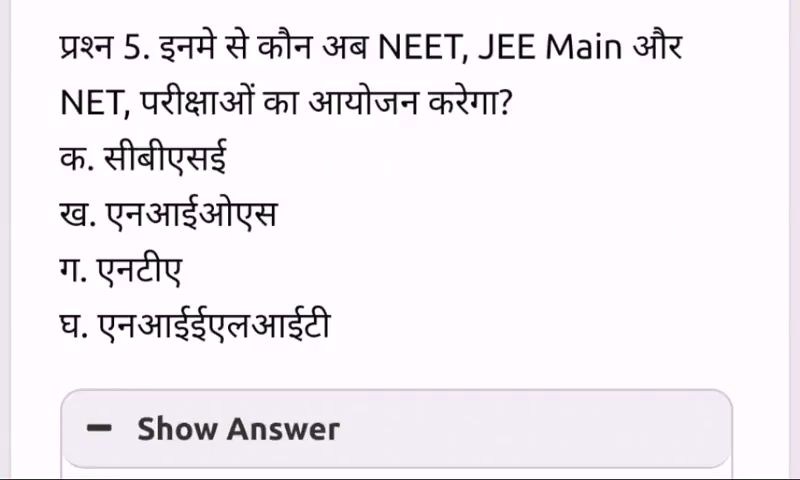 प्रश्न 5. इनमे से कौन अब NEET, JEE Main और
NET, परीक्षाओं का आयोजन करेगा?
क. सीबीएसई
ख. एनआईओएस
ग. एनटीए
घ. एनआईईएलआईटी
— Show Answer